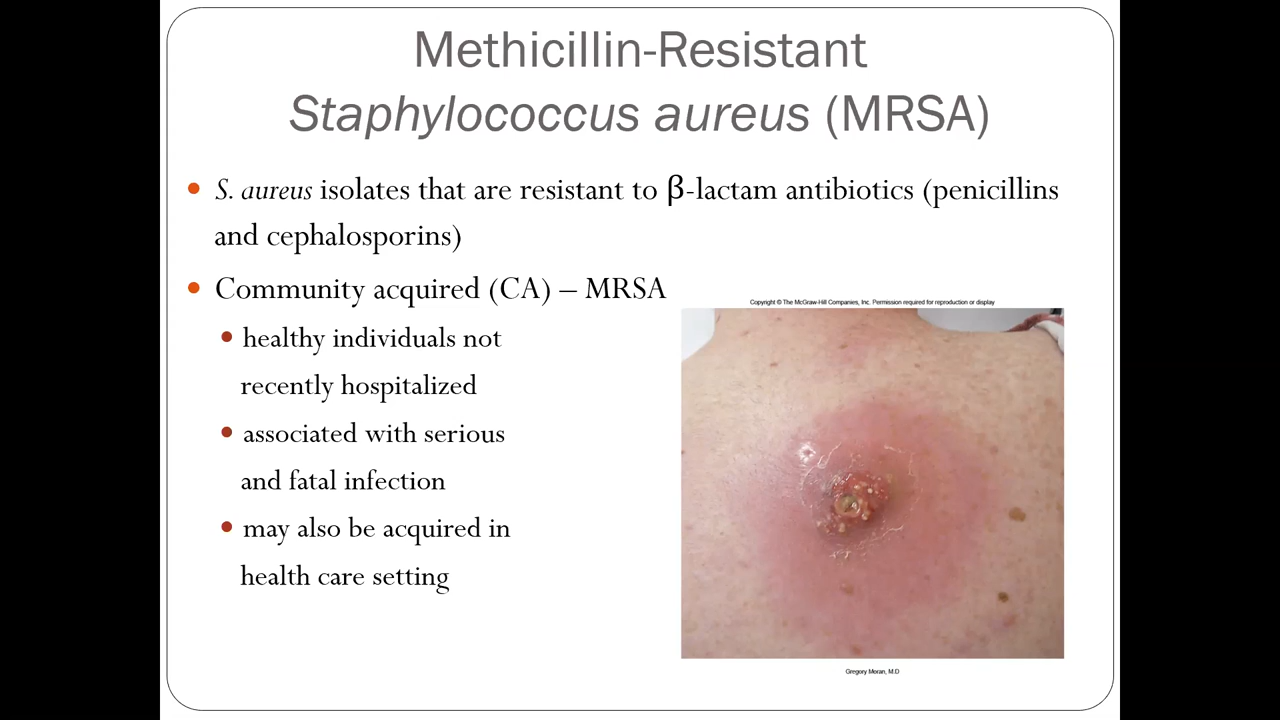 Methicillin-Resistant
Staphylococcus aureus (MRSA)
• S. aureus isolates that are resistant to β-lactam antibiotics (penicillins
and cephalosporins)
• Community acquired (CA) – MRSA
• healthy individuals not
recently hospitalized
• associated with serious
and fatal infection
• may also be acquired in
health care setting
Copyright © The McGraw-Hill Companies, Inc. Permission required for reproduction or display
Gregory Moran, M.D